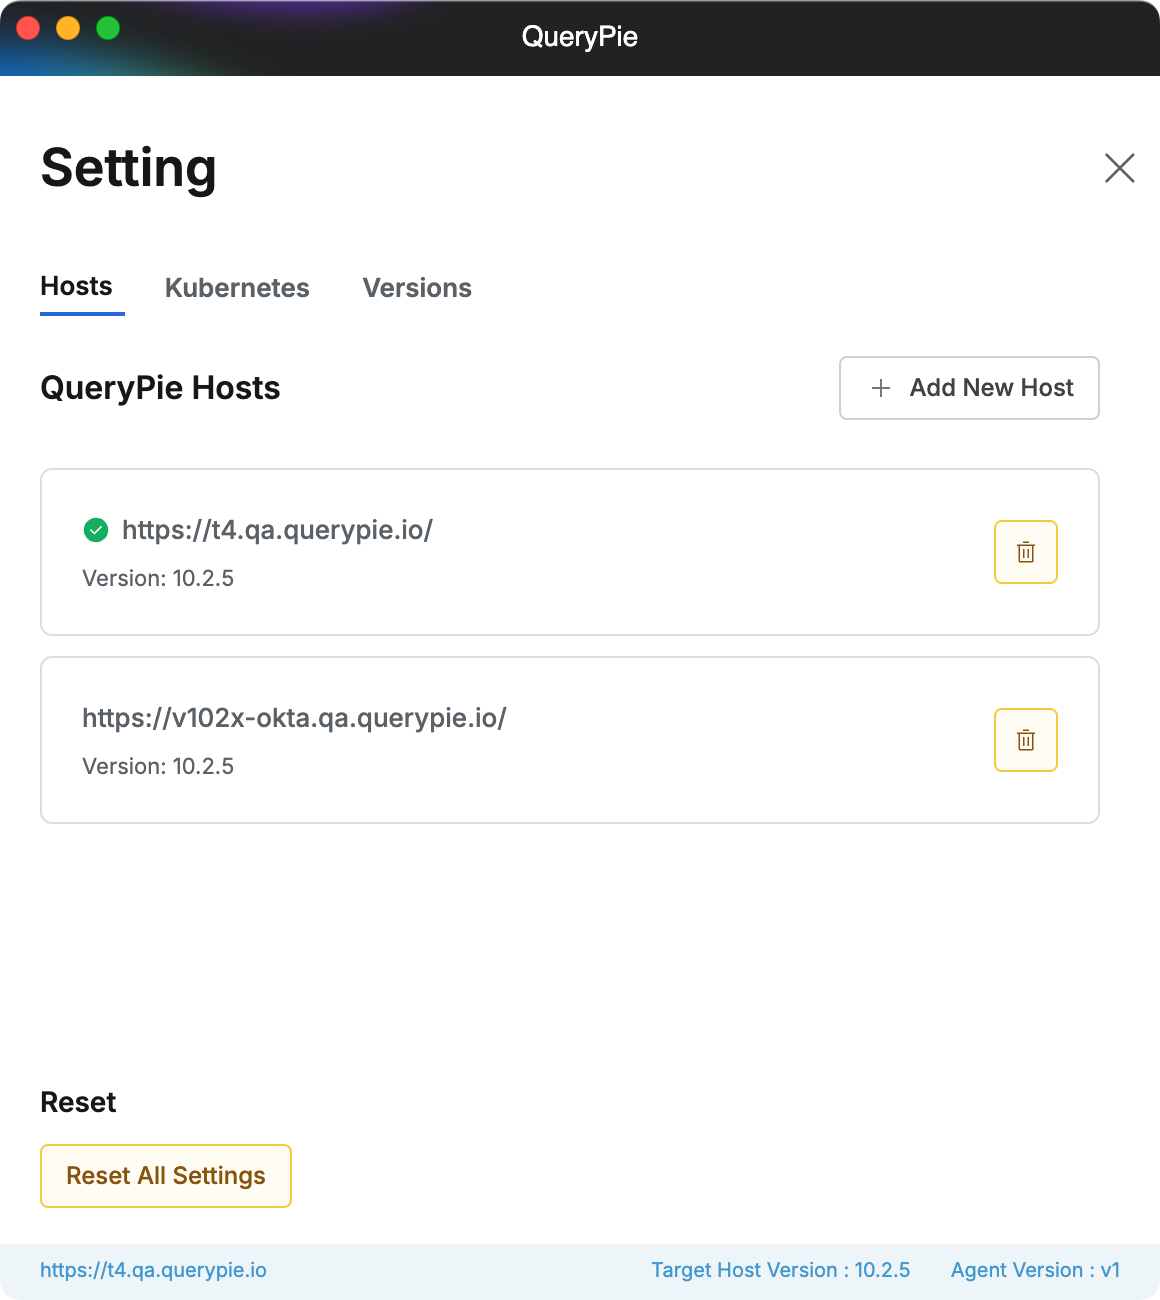 QueryPie
Setting
Hosts
Kubernetes
Versions
QueryPie Hosts
Add New Host
https://t4.qa.querypie.io/
Version: 10.2.5
https://v102x-okta.qa.querypie.io/
Version: 10.2.5
Reset
Reset All Settings
https://t4.qa.querypie.io
Target Host Version : 10.2.5
Agent Version : v1